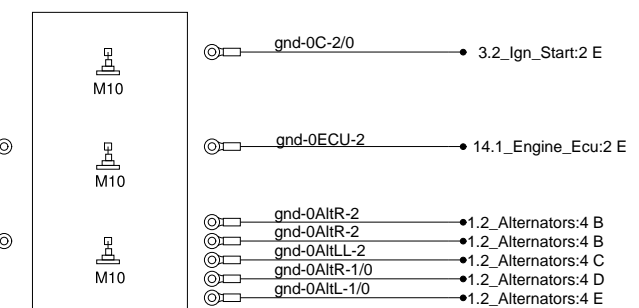 gnd-0C-2/0
3.2_Ign_Start:2 E
M10
gnd-0ECU-2
14.1_Engine_Ecu:2 E
M10
gnd-0AltR-2
1.2_Alternators:4 B
gnd-0AltR-2
1.2_Alternators:4 B
gnd-0AltLL-2
1.2_Alternators:4 C
gnd-0AltR-1/0
1.2_Alternators:4 D
gnd-0AltL-1/0
1.2_Alternators:4 E
M10